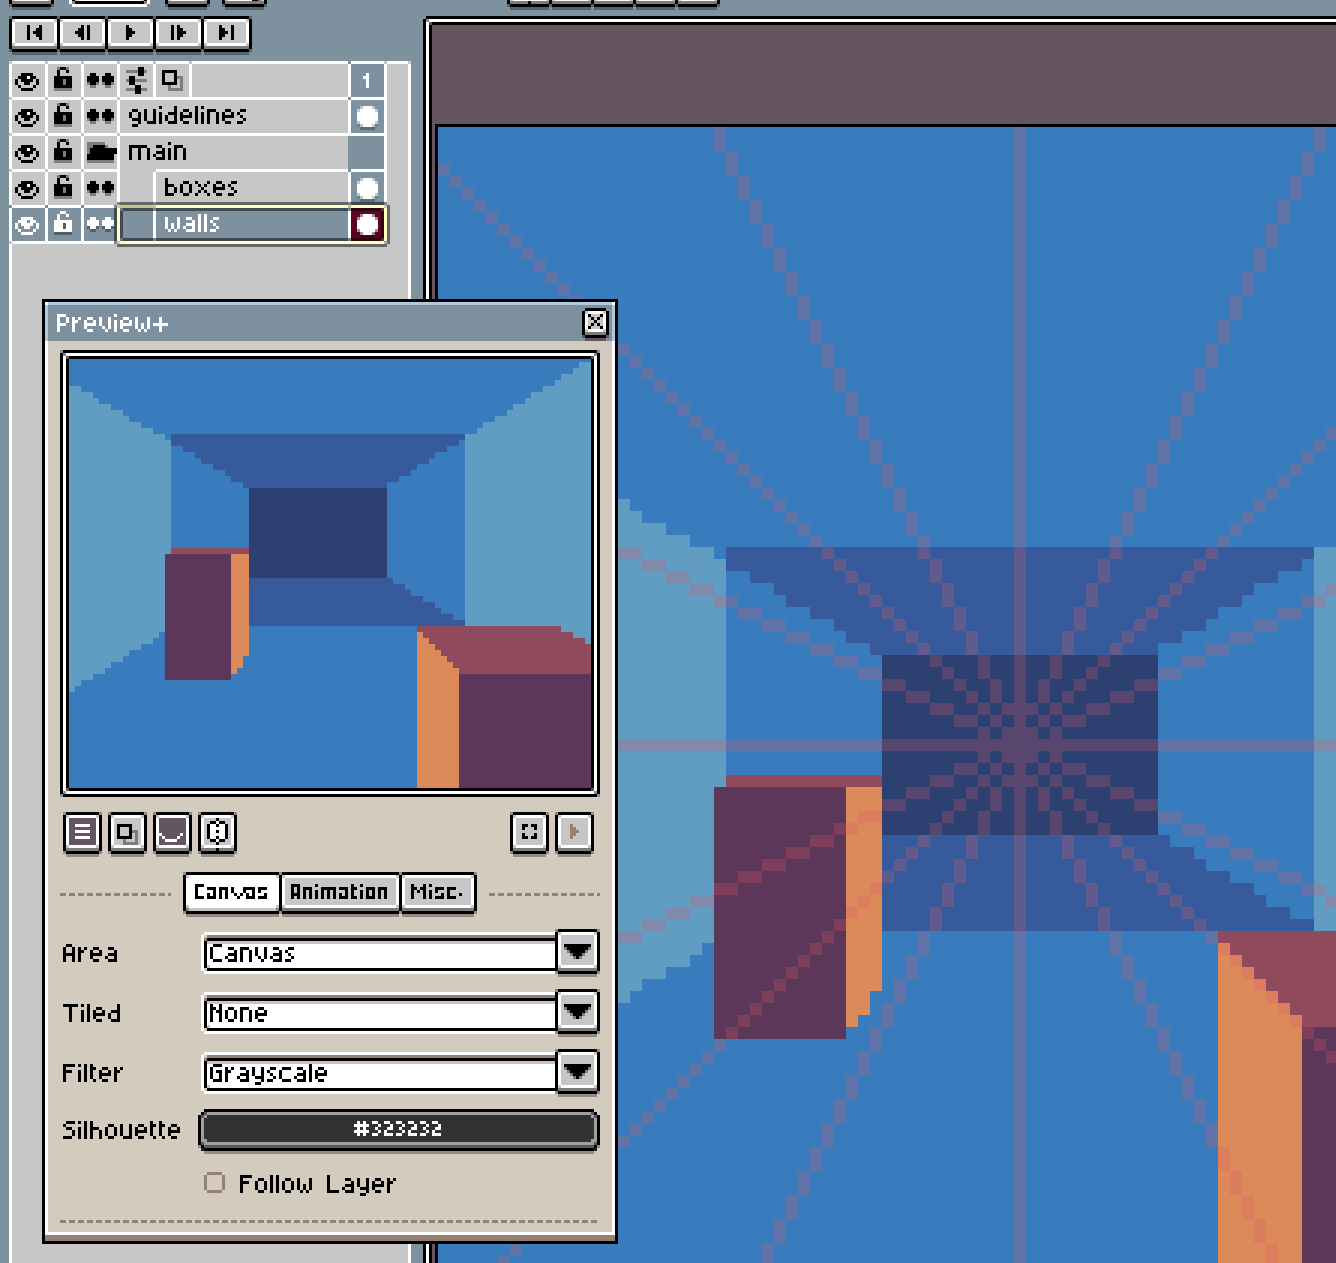 1
guidelines
main
boxes
walls
Preview+
Canvas Animation Misc.
Area Canvas
Tiled None
Filter Grayscale
Silhouette #323232
Follow Layer